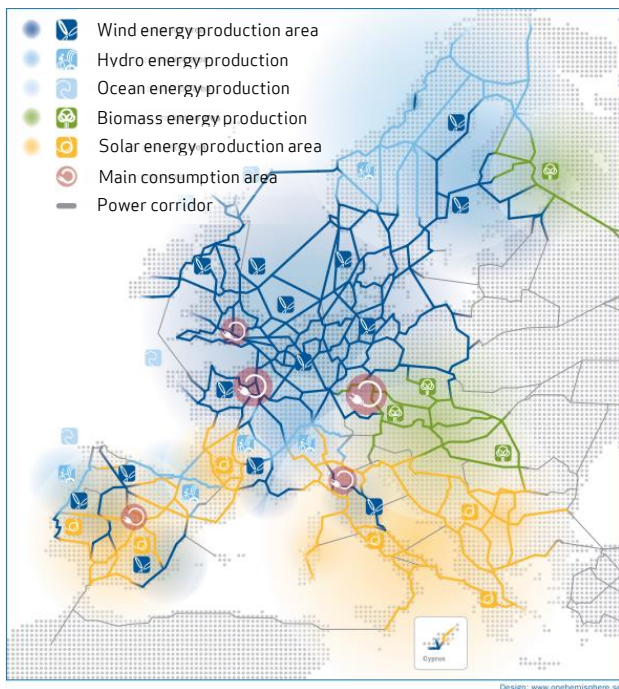 Wind energy production area
Hydro energy production
Ocean energy production
Biomass energy production
Solar energy production area
Main consumption area
Power corridor
Cyprus
Design: www.onehemisphere.se